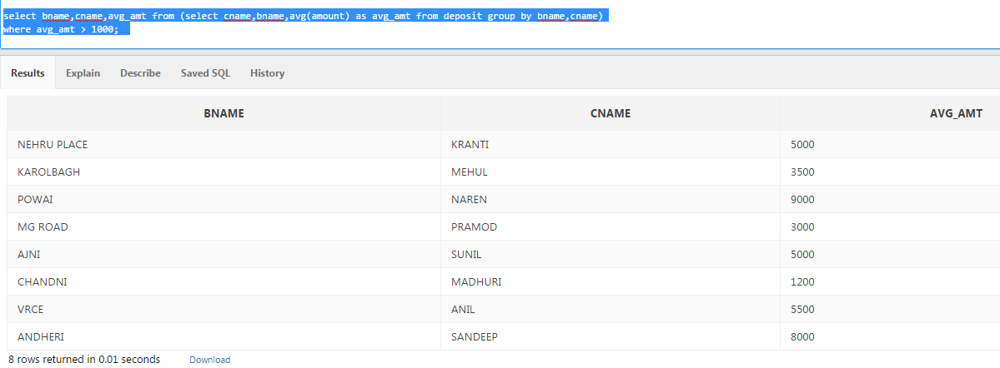 select bname,cname,avg_amt from (select cname,bname,avg(amount) as avg_amt from deposit group by bname,cname)
where avg_amt > 1000;
Results Explain Describe Saved SQL History
BNAME CNAME AVG_AMT
NEHRU PLACE KRANTI 5000
KAROLBAGH MEHUL 3500
POWAI NAREN 9000
MG ROAD PRAMOD 3000
AJNI SUNIL 5000
CHANDNI MADHURI 1200
VRCE ANIL 5500
ANDHERI SANDEEP 8000
8 rows returned in 0.01 seconds Download